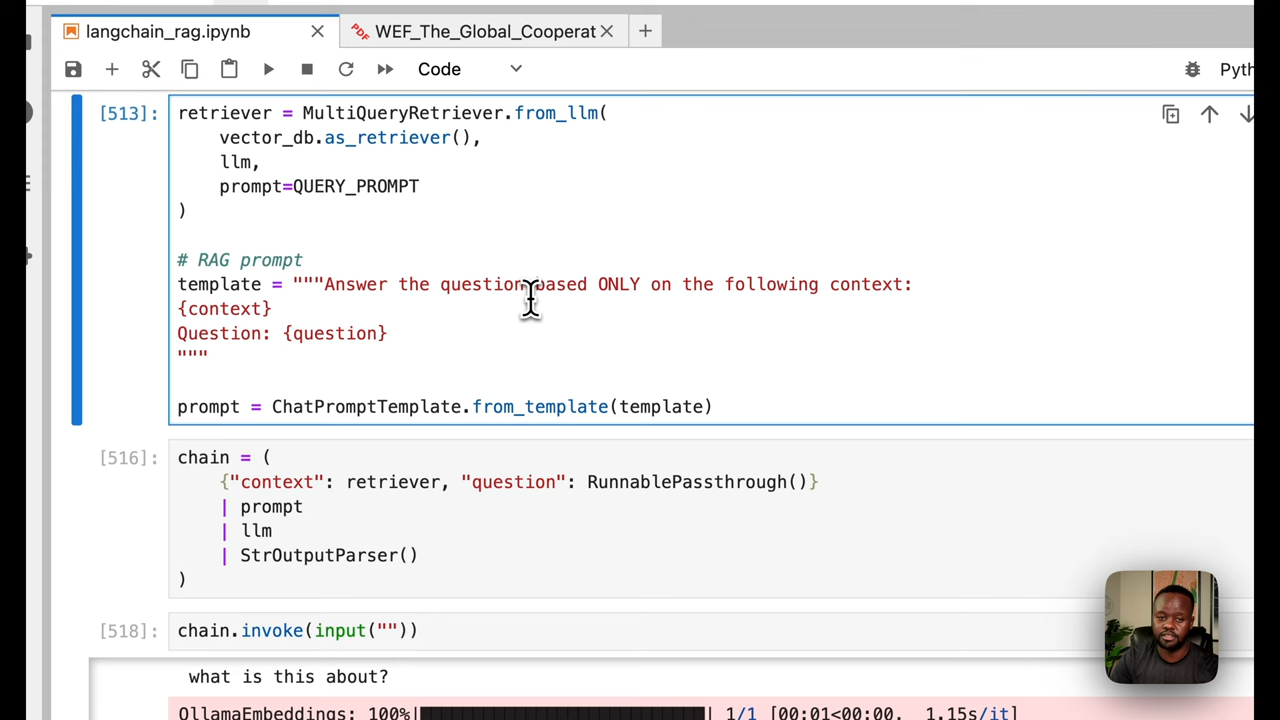 langchain_rag.ipynb
WEF_The_Global_Cooperat
Code
Pyth
[513]:
retriever = MultiQueryRetriever.from_llm(
    vector_db.as_retriever(),
    llm,
    prompt=QUERY_PROMPT
)
# RAG prompt
template = """Answer the question based ONLY on the following context:
{context}
Question: {question}
"""
prompt = ChatPromptTemplate.from_template(template)
[516]:
chain = (
    {"context": retriever, "question": RunnablePassthrough()}
    | prompt
    | llm
    | StrOutputParser()
)
[518]:
chain.invoke(input(""))
what is this about?
OllamaEmbeddings: 100%|██████████| 1/1 [00:01<00:00,  1.15s/it]